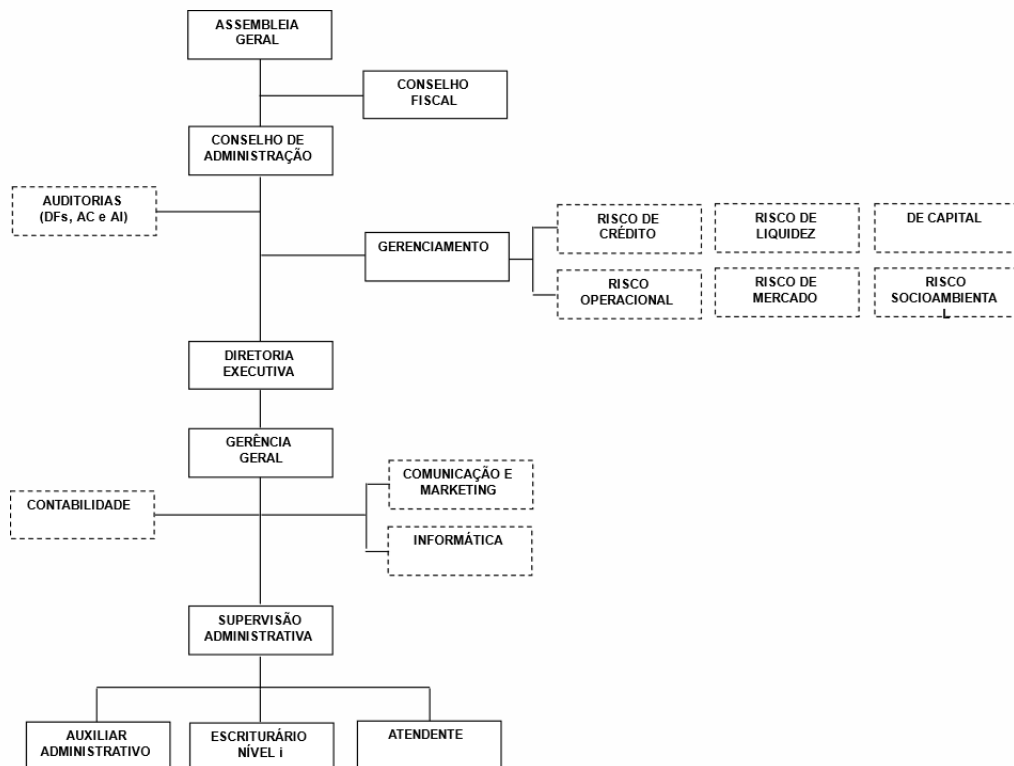 ASSEMBLEIA
GERAL
CONSELHO
FISCAL
CONSELHO DE
ADMINISTRAÇÃO
AUDITORIAS
(DFs, AC e AI)
GERENCIAMENTO
RISCO DE
CRÉDITO
RISCO DE
LIQUIDEZ
DE CAPITAL
RISCO
OPERACIONAL
RISCO DE
MERCADO
RISCO
SOCIOAMBIENTA
L
DIRETORIA
EXECUTIVA
GERÊNCIA
GERAL
COMUNICAÇÃO E
MARKETING
CONTABILIDADE
INFORMÁTICA
SUPERVISÃO
ADMINISTRATIVA
AUXILIAR
ADMINISTRATIVO
ESCRITURÁRIO
NÍVEL i
ATENDENTE